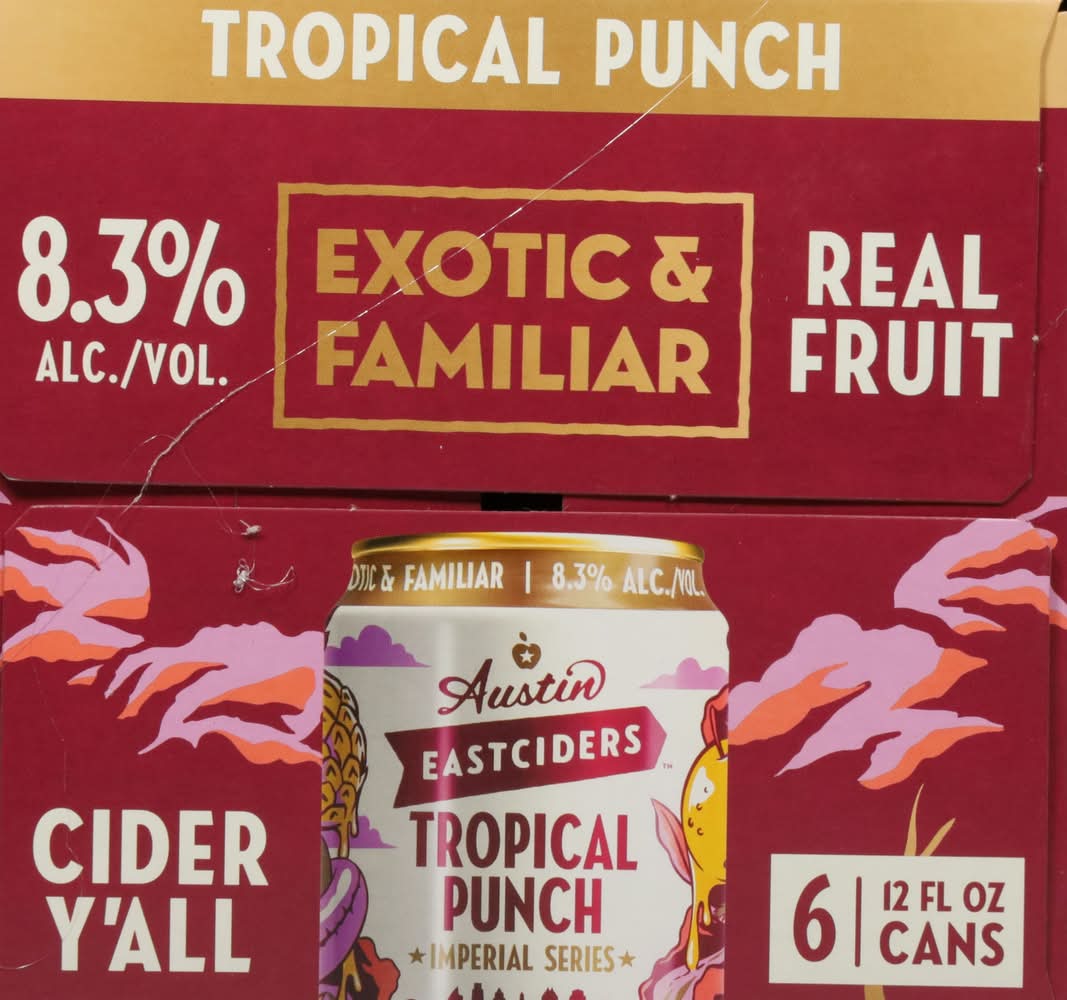 TROPICAL PUNCH
8.3%
ALC./VOL.
EXOTIC &
FAMILIAR
REAL
FRUIT
OTIC & FAMILIAR | 8.3% ALC./VOL.
Austin
EASTCIDERS
TM
TROPICAL
PUNCH
★IMPERIAL SERIES★
CIDER
Y'ALL
6 | 12 FL OZ
CANS